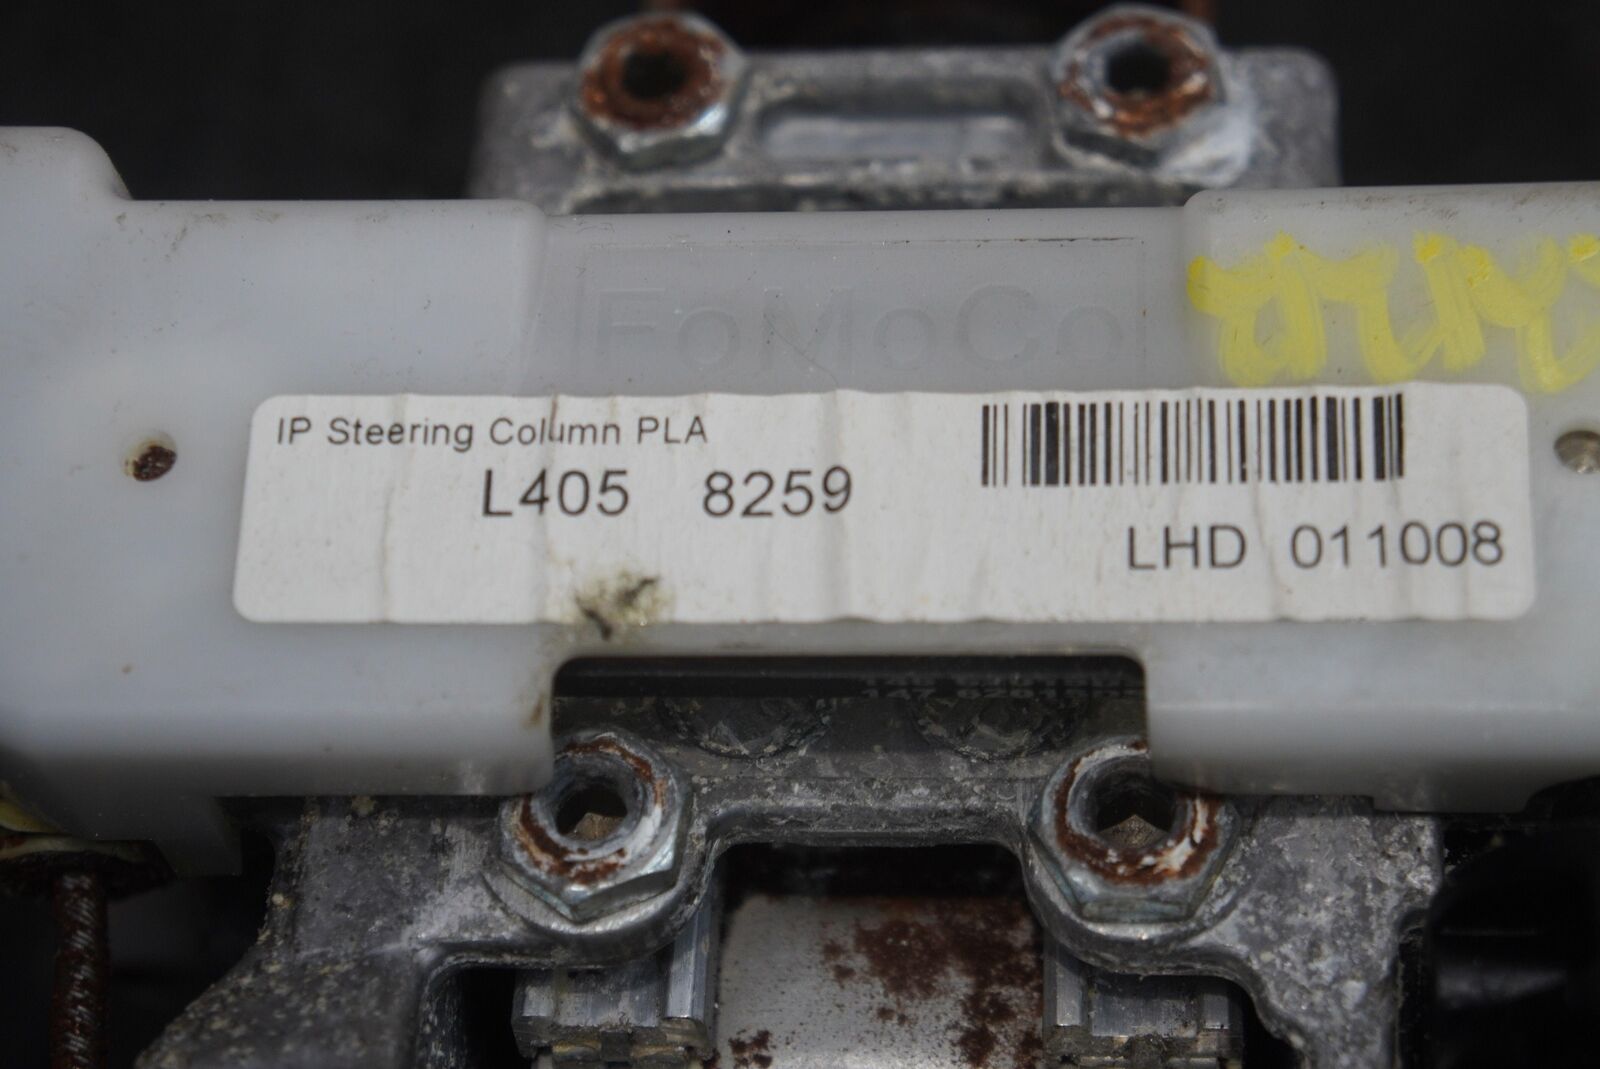 FoMoCo
IP Steering Column PLA
L405 8259
LHD 011008